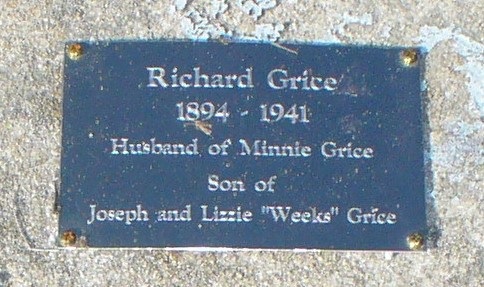 Richard Grice
1894 - 1941
Husband of Minnie Grice
Son of
Joseph and Lizzie "Weeks" Grice